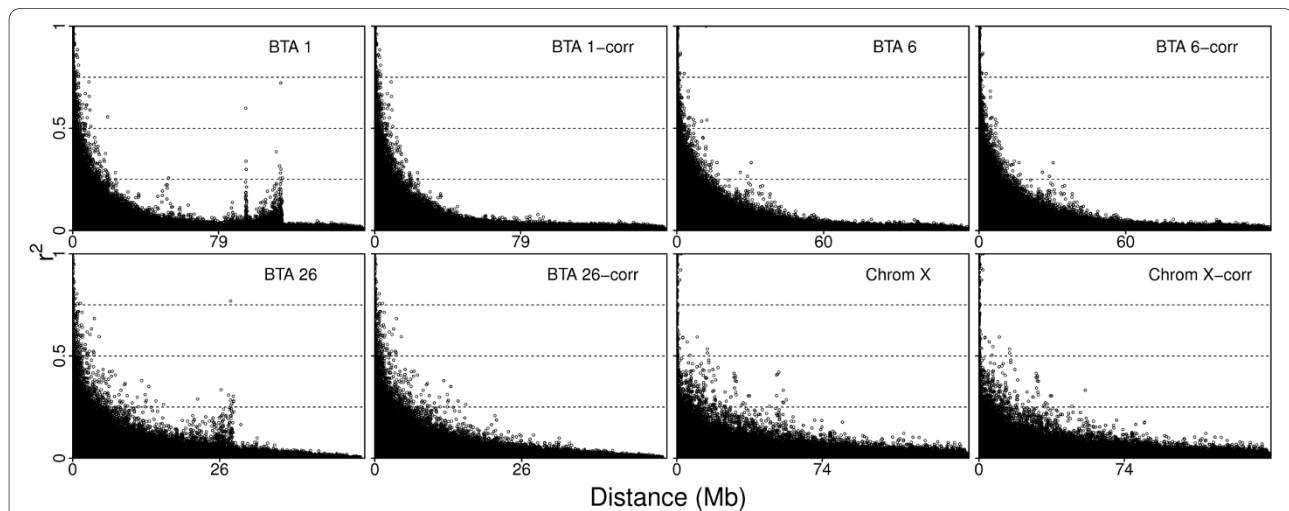 BTA 1
BTA 1−corr
BTA 6
BTA 6−corr
1
0.5
0
0
79
0
79
0
60
0
60
r²
BTA 26
BTA 26−corr
Chrom X
Chrom X−corr
1
0.5
0
0
26
0
26
0
74
0
74
Distance (Mb)